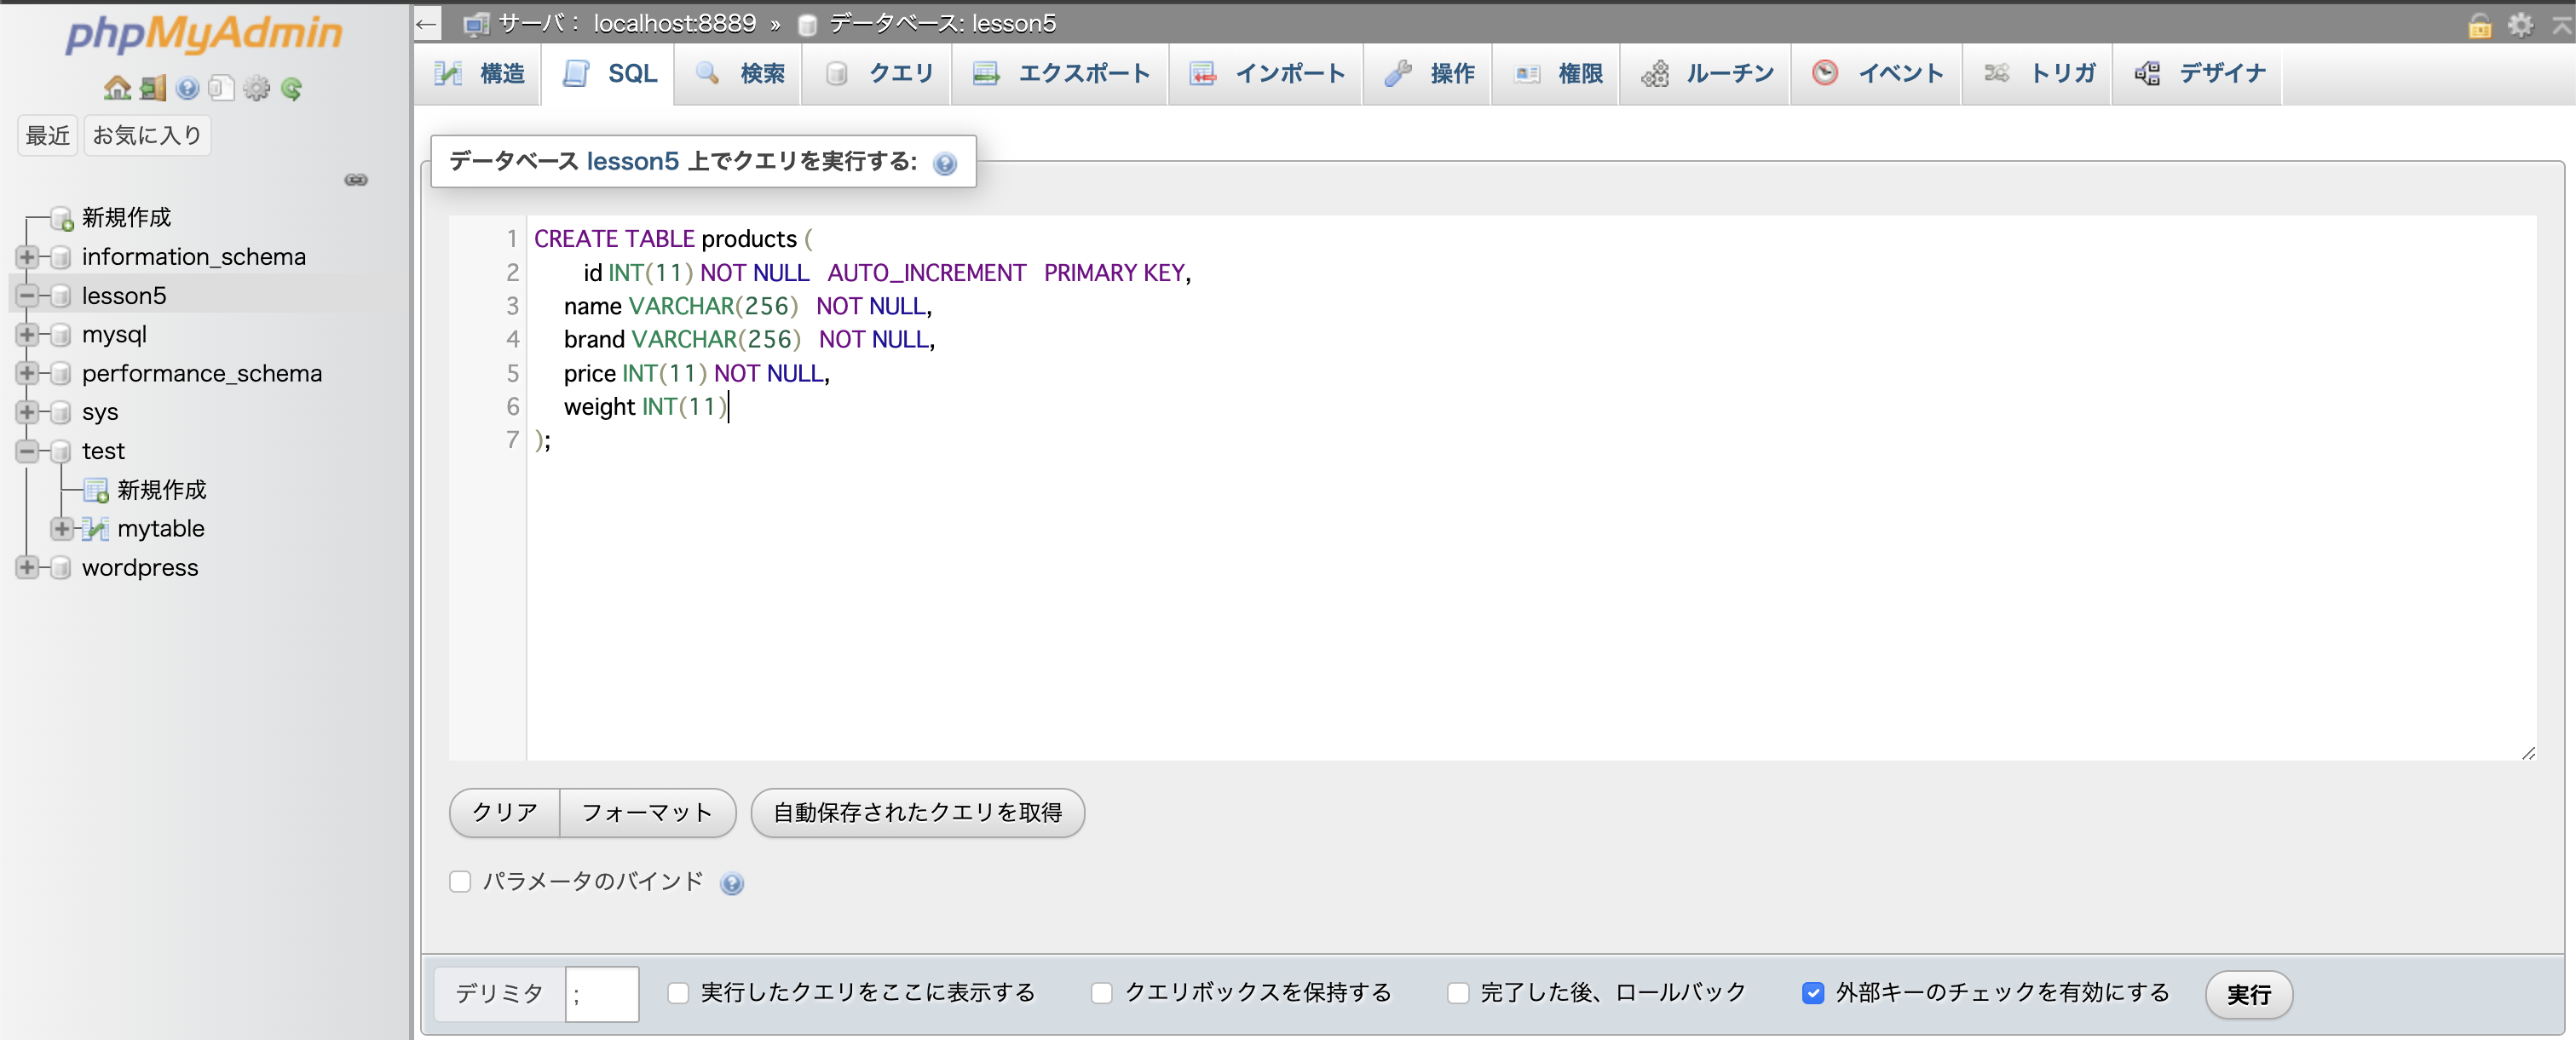 phpMyAdmin
最近 お気に入り
新規作成
information_schema
lesson5
mysql
performance_schema
sys
test
新規作成
mytable
wordpress
← サーバ： localhost:8889 » データベース: lesson5
構造 SQL 検索 クエリ エクスポート インポート 操作 権限 ルーチン イベント トリガ デザイナ
データベース lesson5 上でクエリを実行する:
1 CREATE TABLE products (
2 id INT(11) NOT NULL AUTO_INCREMENT PRIMARY KEY,
3 name VARCHAR(256) NOT NULL,
4 brand VARCHAR(256) NOT NULL,
5 price INT(11) NOT NULL,
6 weight INT(11)
7 );
クリア フォーマット 自動保存されたクエリを取得
パラメータのバインド
デリミタ ; 実行したクエリをここに表示する クエリボックスを保持する 完了した後、ロールバック 外部キーのチェックを有効にする 実行